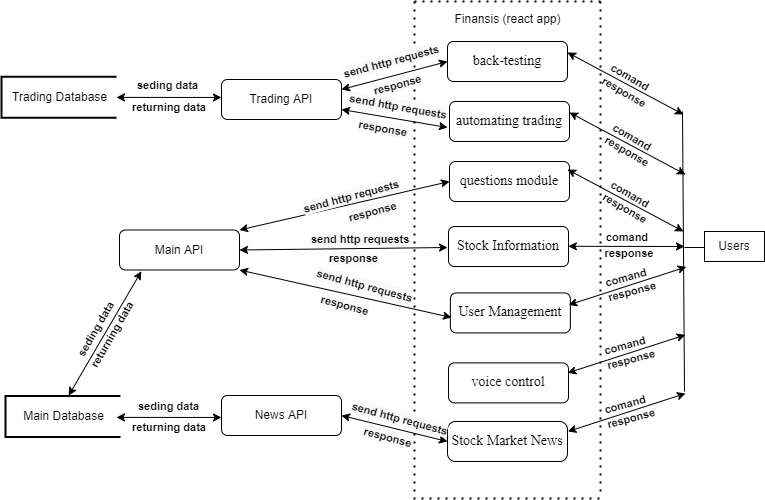 Finansis (react app)
send http requests
response
back-testing
comand
response
Trading Database
seding data
returning data
Trading API
send http requests
response
automating trading
comand
response
send http requests
response
questions module
comand
response
Main API
send http requests
response
Stock Information
comand
response
Users
send http requests
response
User Management
comand
response
seding data
returning data
voice control
comand
response
Main Database
seding data
returning data
News API
send http requests
response
Stock Market News
comand
response